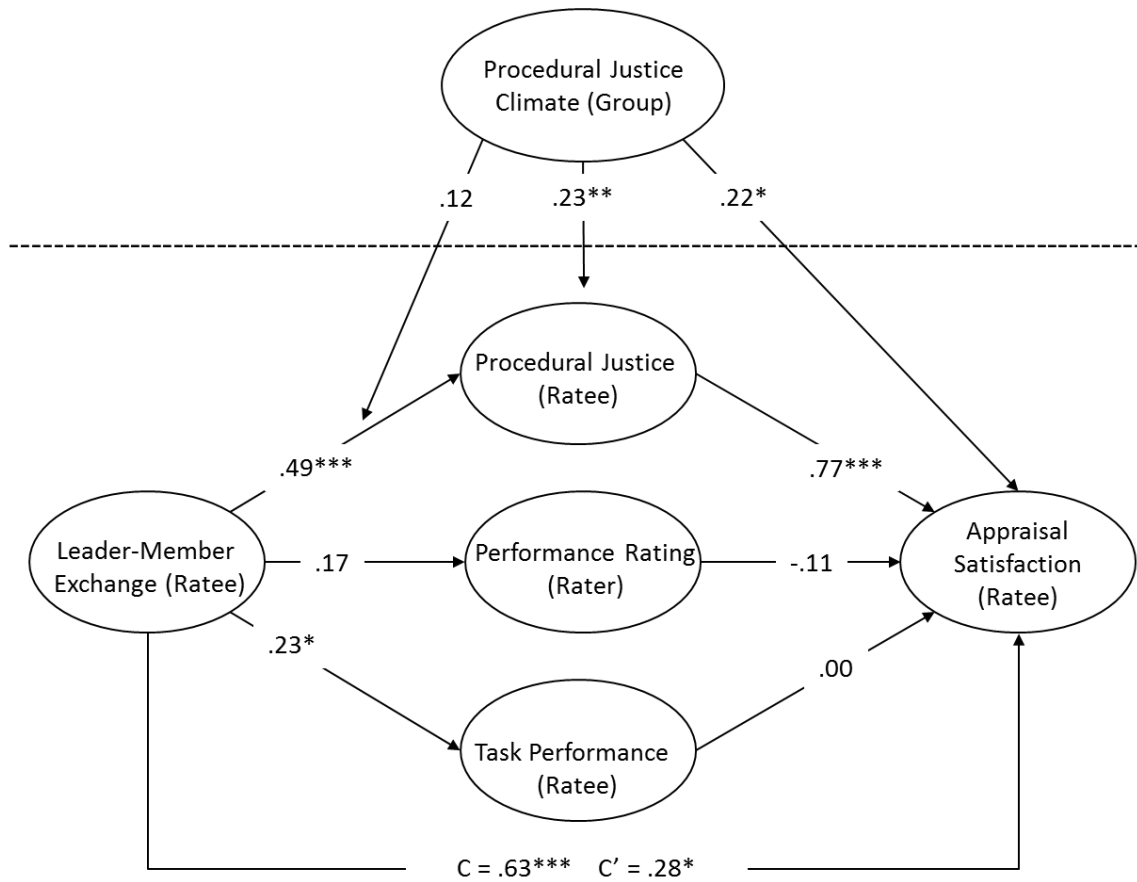 Procedural Justice
Climate (Group)
.12
.23**
.22*
Procedural Justice
(Ratee)
.49***
.77***
Leader-Member
Exchange (Ratee)
.17
Performance Rating
(Rater)
-.11
Appraisal
Satisfaction
(Ratee)
.23*
.00
Task Performance
(Ratee)
C = .63*** C’ = .28*